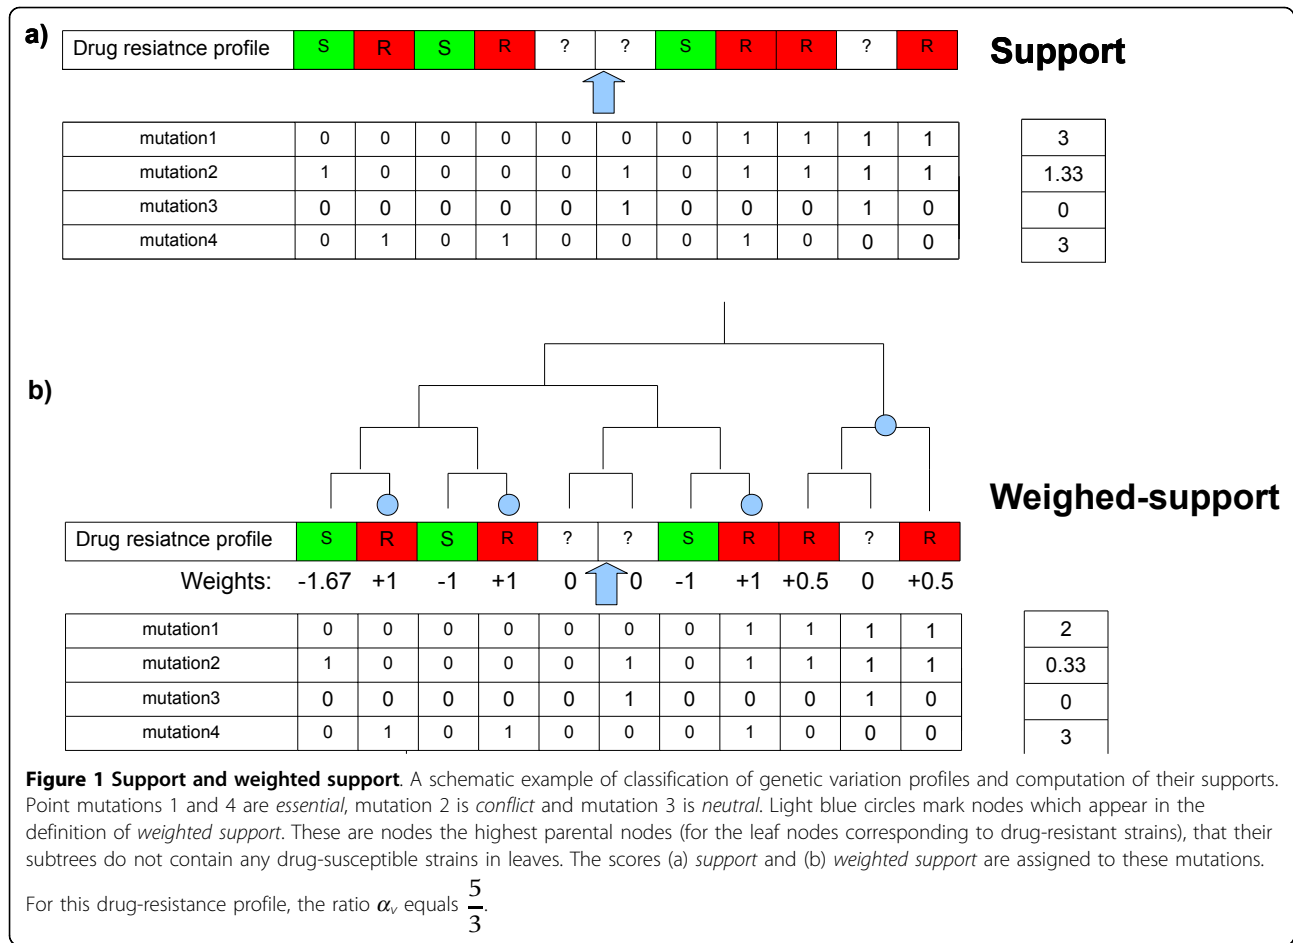 a)
Drug resiatnce profile S R S R ? ? S R R ? R
Support
mutation1 0 0 0 0 0 0 0 1 1 1 1 3
mutation2 1 0 0 0 0 1 0 1 1 1 1 1.33
mutation3 0 0 0 0 0 1 0 0 0 1 0 0
mutation4 0 1 0 1 0 0 0 1 0 0 0 3
b)
Weighed-support
Drug resiatnce profile S R S R ? ? S R R ? R
Weights: -1.67 +1 -1 +1 0 0 -1 +1 +0.5 0 +0.5
mutation1 0 0 0 0 0 0 0 1 1 1 1 2
mutation2 1 0 0 0 0 1 0 1 1 1 1 0.33
mutation3 0 0 0 0 0 1 0 0 0 1 0 0
mutation4 0 1 0 1 0 0 0 1 0 0 0 3
Figure 1 Support and weighted support. A schematic example of classification of genetic variation profiles and computation of their supports.
Point mutations 1 and 4 are essential, mutation 2 is conflict and mutation 3 is neutral. Light blue circles mark nodes which appear in the
definition of weighted support. These are nodes the highest parental nodes (for the leaf nodes corresponding to drug-resistant strains), that their
subtrees do not contain any drug-susceptible strains in leaves. The scores (a) support and (b) weighted support are assigned to these mutations.
For this drug-resistance profile, the ratio αv equals 5/3.